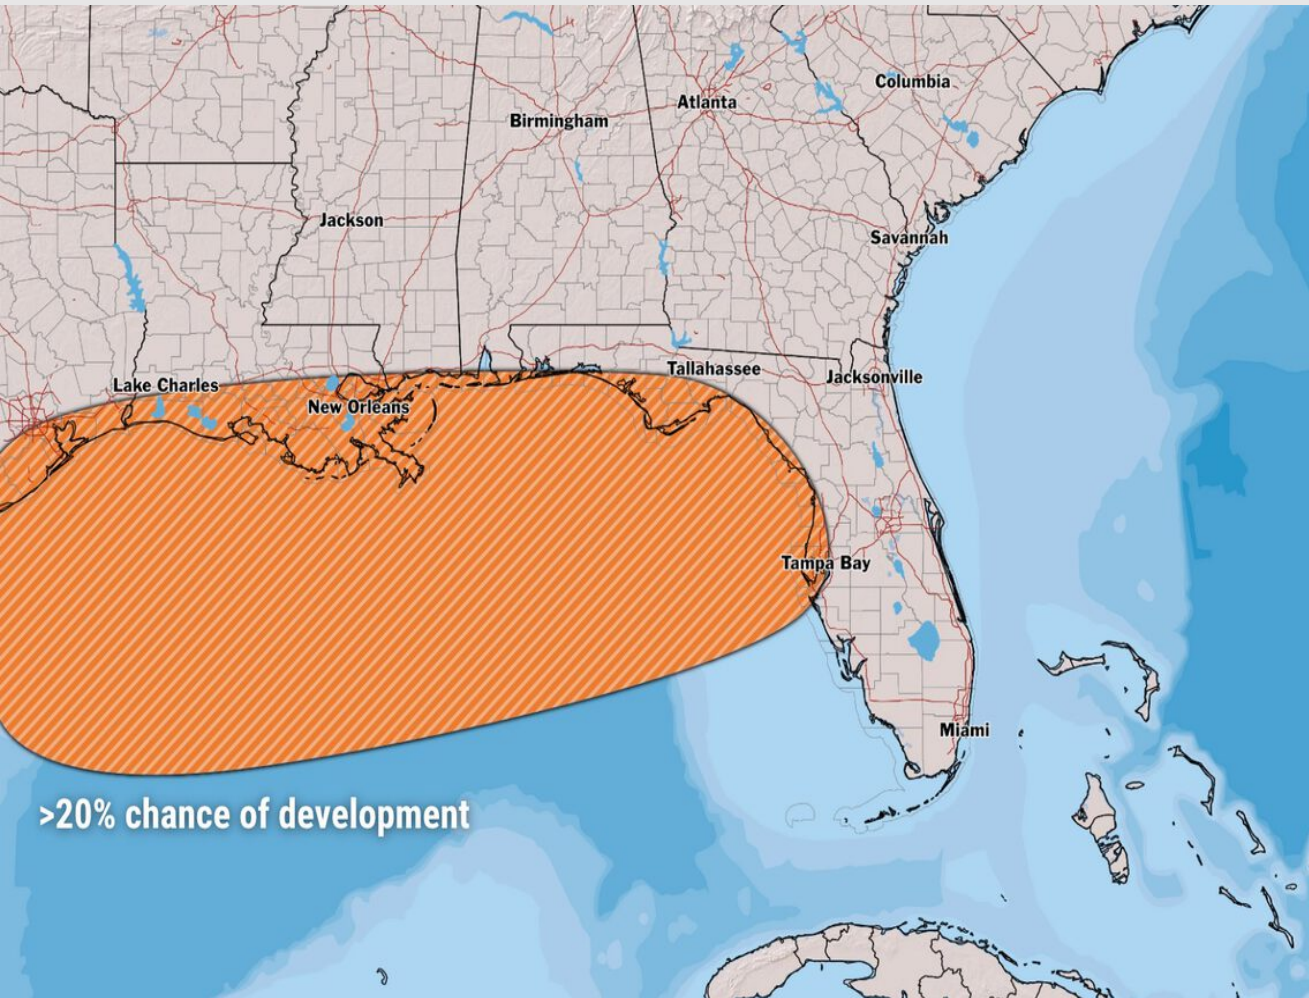 Columbia
Atlanta
Birmingham
Jackson
Savannah
Tallahassee
Jacksonville
Lake Charles
New Orleans
Tampa Bay
Miami
>20% chance of development